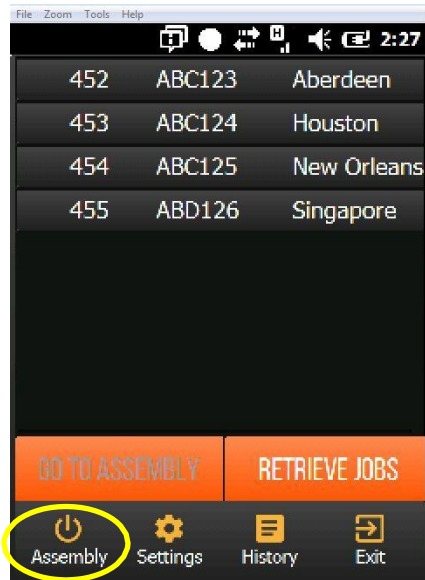 File Zoom Tools Help
H 2:27
452 ABC123 Aberdeen
453 ABC124 Houston
454 ABC125 New Orleans
455 ABD126 Singapore
GO TO ASSEMBLY RETRIEVE JOBS
Assembly Settings History Exit